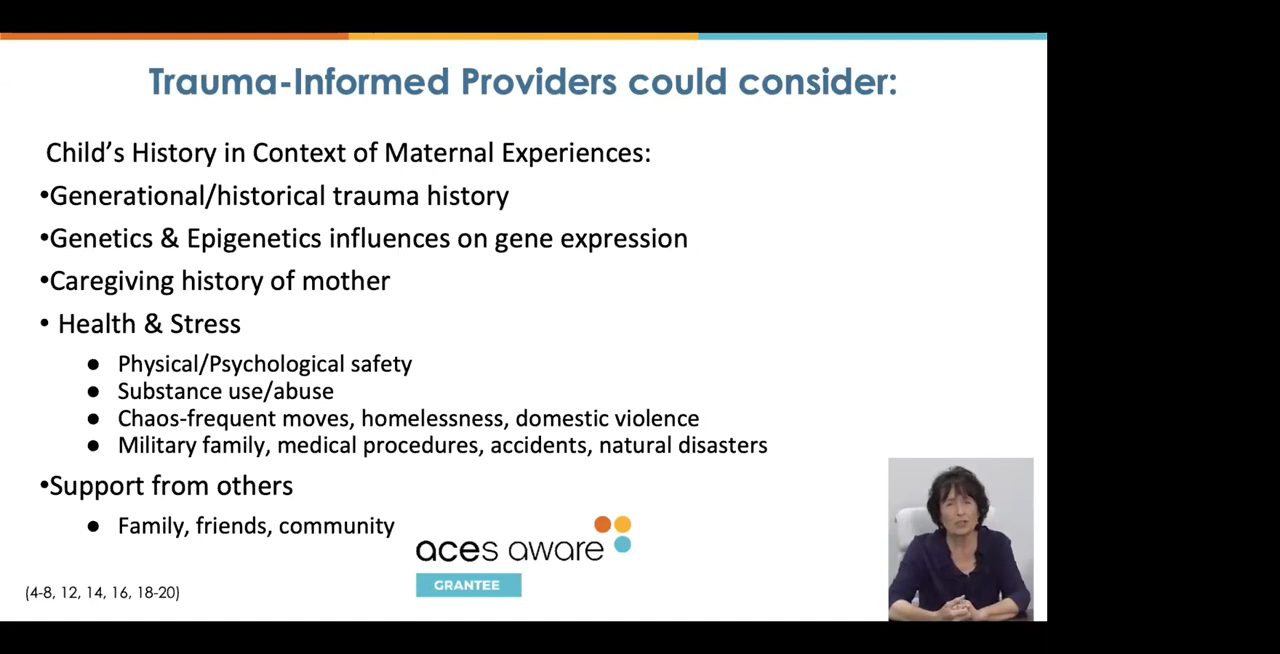 Trauma-Informed Providers could consider:
Child’s History in Context of Maternal Experiences:
•Generational/historical trauma history
•Genetics & Epigenetics influences on gene expression
•Caregiving history of mother
• Health & Stress
● Physical/Psychological safety
● Substance use/abuse
● Chaos-frequent moves, homelessness, domestic violence
● Military family, medical procedures, accidents, natural disasters
•Support from others
● Family, friends, community
aces aware
GRANTEE
(4-8, 12, 14, 16, 18-20)